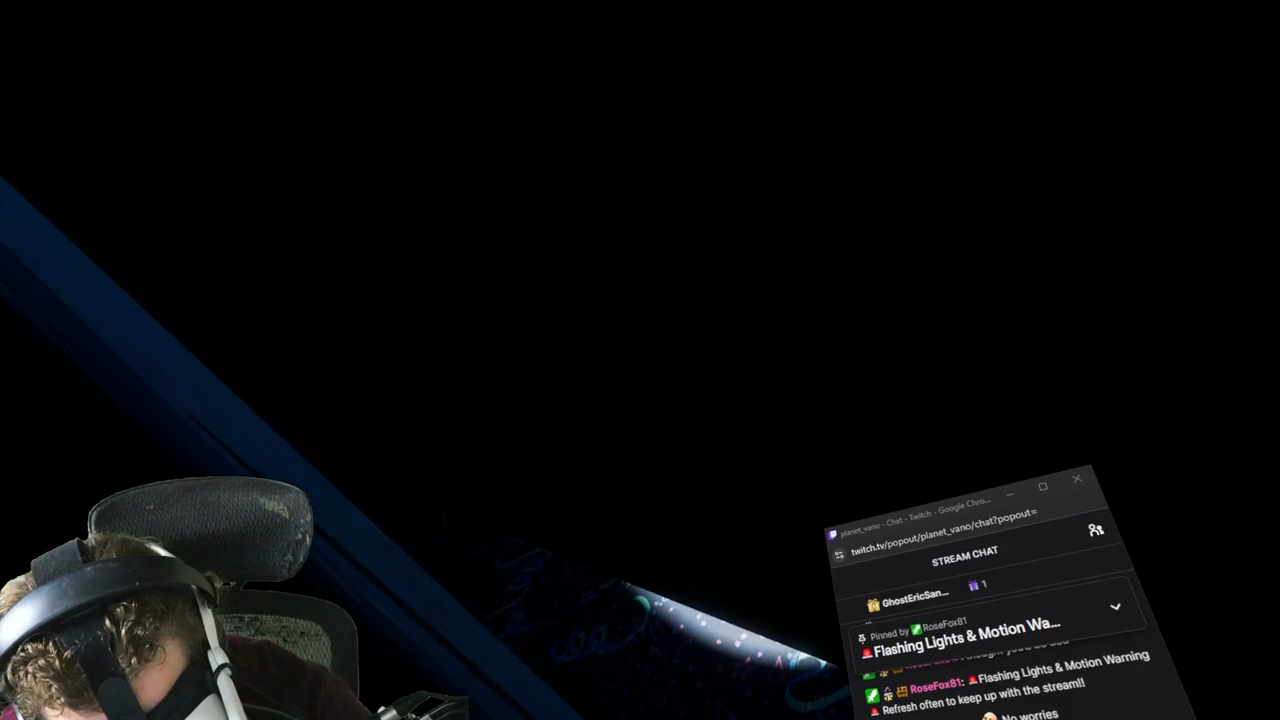 planet_vano - Chat - Twitch - Google Chro...
twitch.tv/popout/planet_vano/chat?popout=
STREAM CHAT
GhostEricSan...
1
Pinned by RoseFox81
Flashing Lights & Motion Wa...
RoseFox81: Flashing Lights & Motion Warning
Refresh often to keep up with the stream!!
No worries